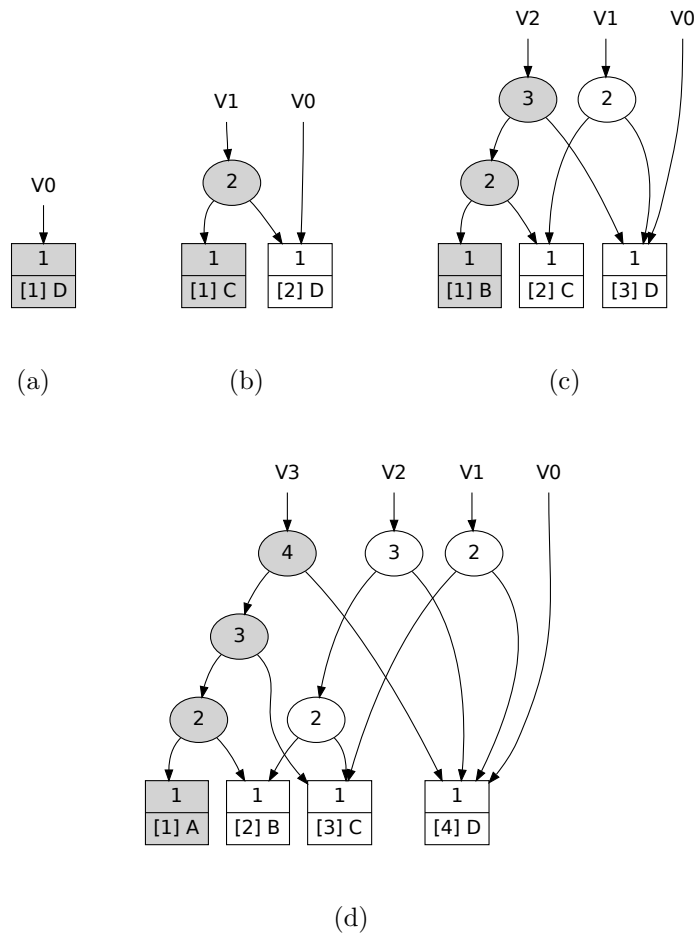 V0
1
[1] D
(a)
V1 V0
2
1 1
[1] C [2] D
(b)
V2 V1 V0
3 2
2
1 1 1
[1] B [2] C [3] D
(c)
V3 V2 V1 V0
4 3 2
3
2 2
1 1 1 1
[1] A [2] B [3] C [4] D
(d)